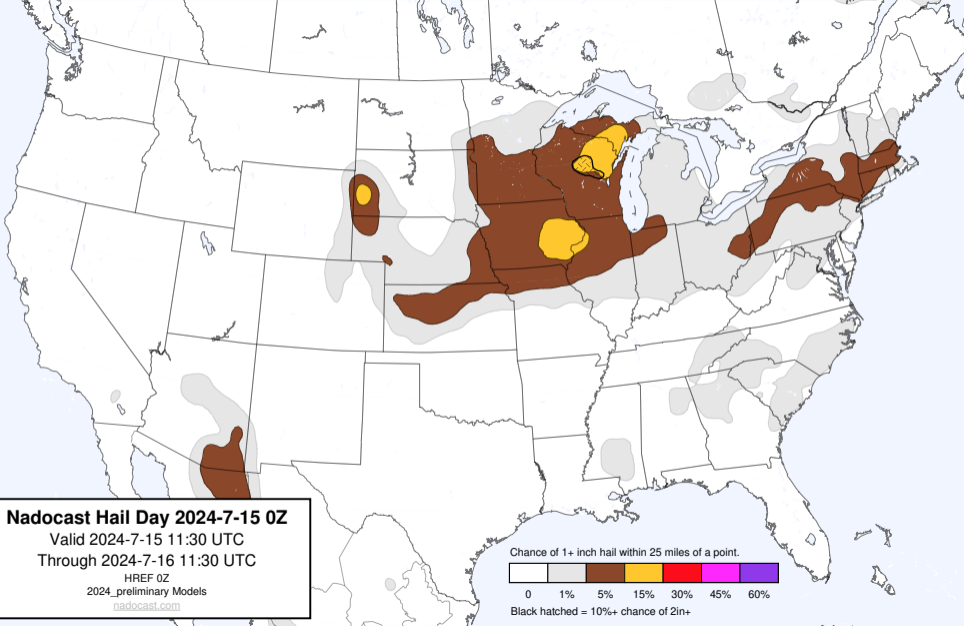 Nadocast Hail Day 2024-7-15 0Z
Valid 2024-7-15 11:30 UTC
Through 2024-7-16 11:30 UTC
HREF 0Z
2024_preliminary Models
nadocast.com
Chance of 1+ inch hail within 25 miles of a point.
0 1% 5% 15% 30% 45% 60%
Black hatched = 10%+ chance of 2in+